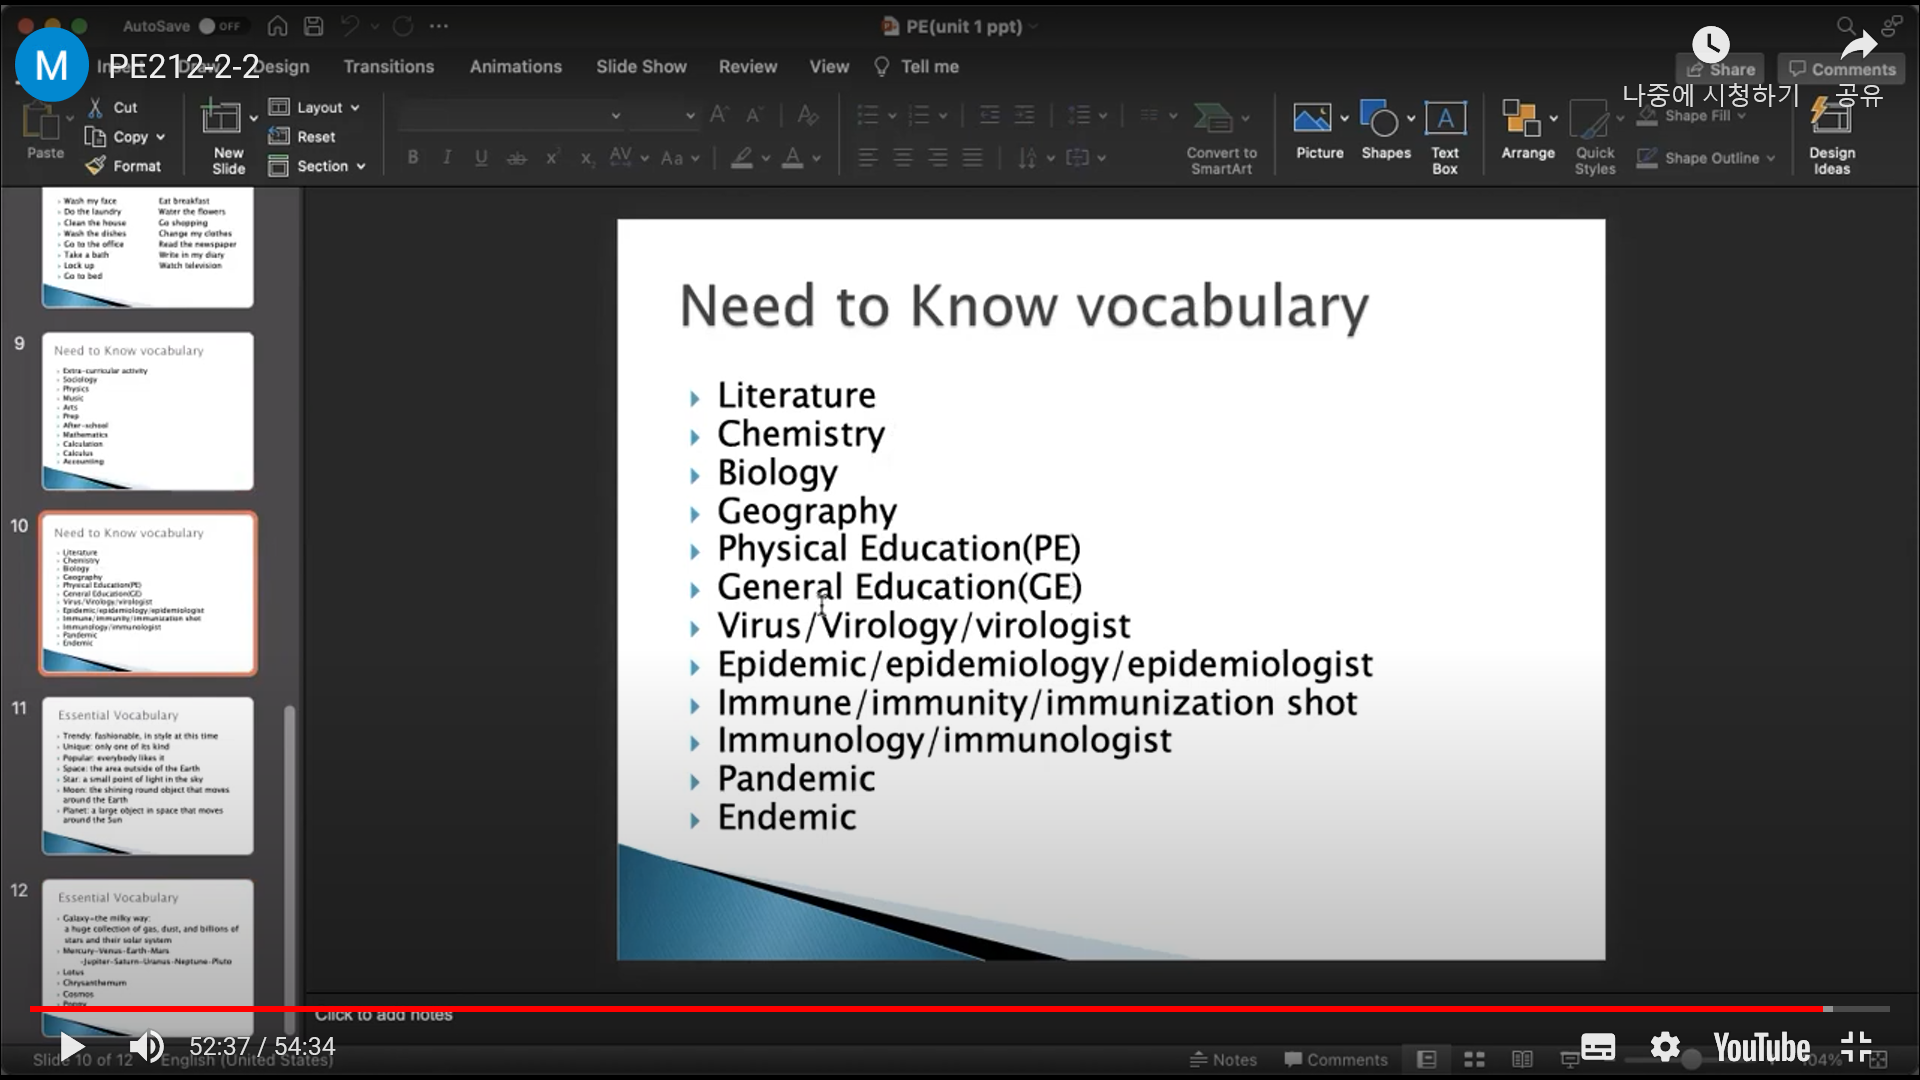 AutoSave OFF
PE(unit 1 ppt)
M PE212-2-2
Insert Draw Design Transitions Animations Slide Show Review View Tell me
Share Comments
나중에 시청하기 공유
Paste
Cut
Copy
Format
New Slide
Layout
Reset
Section
B I U ab x² x₂ AV Aa A
Convert to SmartArt
Picture
Shapes
Text Box
Arrange
Quick Styles
Shape Fill
Shape Outline
Design Ideas
Wash my face Eat breakfast
Do the laundry Water the flowers
Clean the house Go shopping
Wash the dishes Change my clothes
Go to the office Read the newspaper
Take a bath Write in my diary
Lock up Watch television
Go to bed
9
Need to Know vocabulary
Extra-curricular activity
Sociology
Physics
Music
Arts
Prep
After-school
Mathematics
Calculation
Calculus
Accounting
10
Need to Know vocabulary
Literature
Chemistry
Biology
Geography
Physical Education(PE)
General Education(GE)
Virus/Virology/virologist
Epidemic/epidemiology/epidemiologist
Immune/immunity/immunization shot
Immunology/immunologist
Pandemic
Endemic
11
Essential Vocabulary
Trendy: fashionable, in style at this time
Unique: only one of its kind
Popular: everybody likes it
Space: the area outside of the Earth
Star: a small point of light in the sky
Moon: the shining round object that moves
around the Earth
Planet: a large object in space that moves
around the Sun
12
Essential Vocabulary
Galaxy-the milky way:
a huge collection of gas, dust, and billions of
stars and their solar system
Mercury-Venus-Earth-Mars
-Jupiter-Saturn-Uranus-Neptune-Pluto
Lotus
Chrysanthemum
Cosmos
Poppy
Need to Know vocabulary
Literature
Chemistry
Biology
Geography
Physical Education(PE)
General Education(GE)
Virus/Virology/virologist
Epidemic/epidemiology/epidemiologist
Immune/immunity/immunization shot
Immunology/immunologist
Pandemic
Endemic
Click to add notes
52:37 / 54:34
YouTube
Slide 10 of 12 English (United States)
Notes Comments